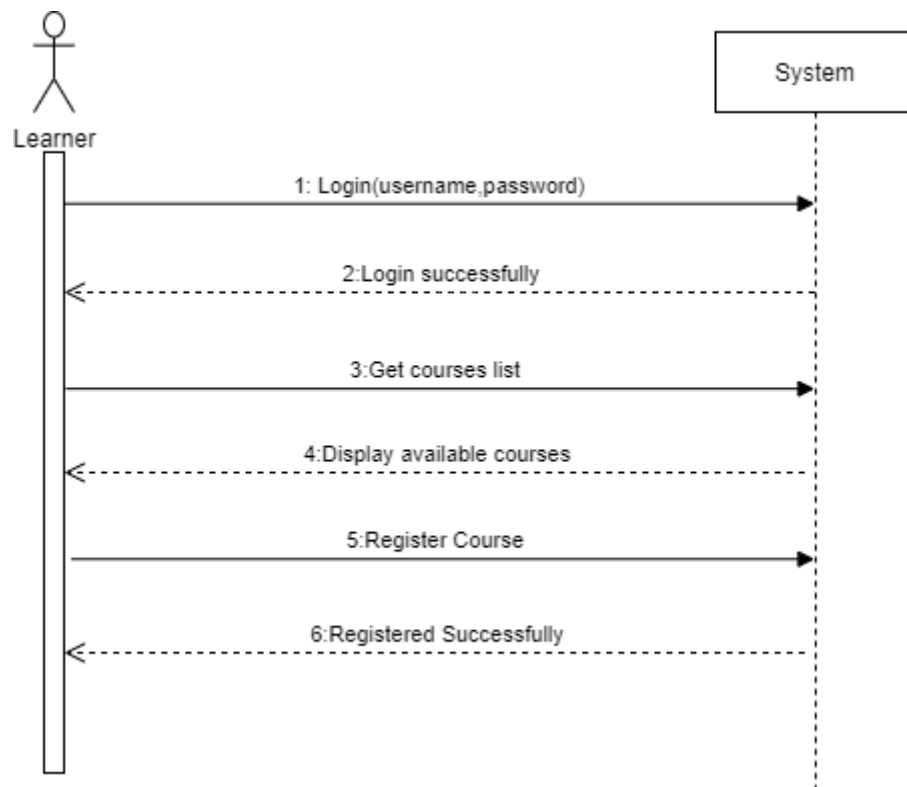 System
Learner
1: Login(username,password)
2:Login successfully
3:Get courses list
4:Display available courses
5:Register Course
6:Registered Successfully